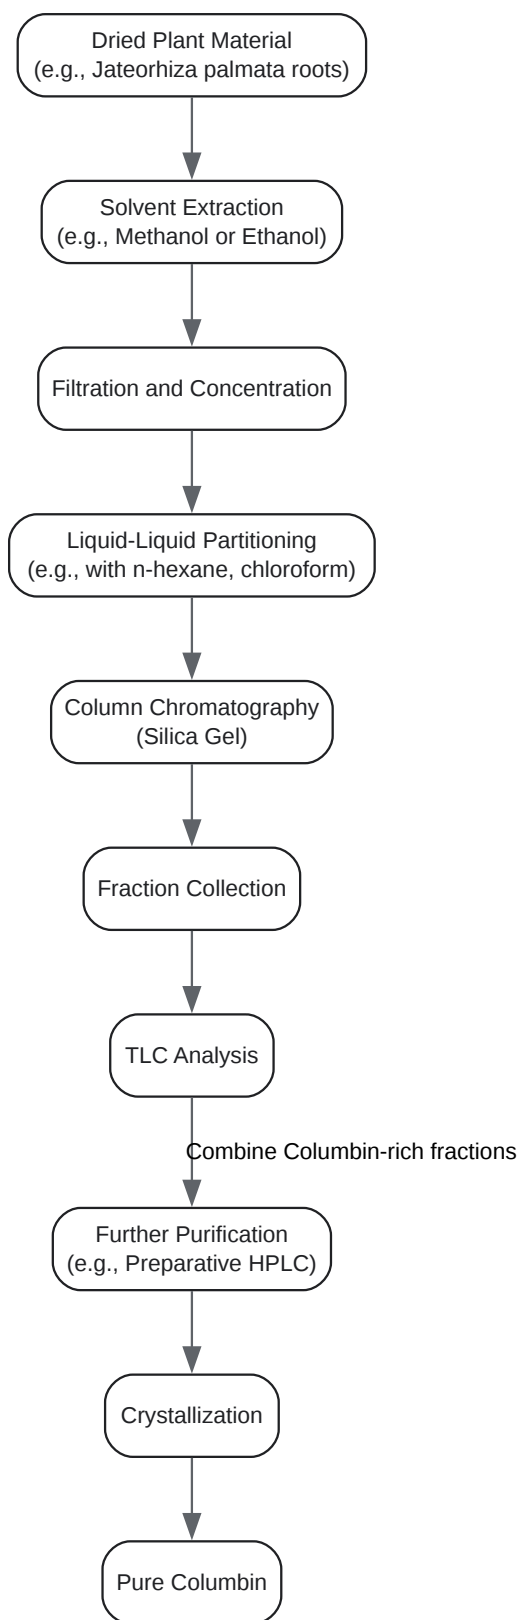 Dried Plant Material
(e.g., Jateorhiza palmata roots)
Solvent Extraction
(e.g., Methanol or Ethanol)
Filtration and Concentration
Liquid-Liquid Partitioning
(e.g., with n-hexane, chloroform)
Column Chromatography
(Silica Gel)
Fraction Collection
TLC Analysis
Combine Columbin-rich fractions
Further Purification
(e.g., Preparative HPLC)
Crystallization
Pure Columbin